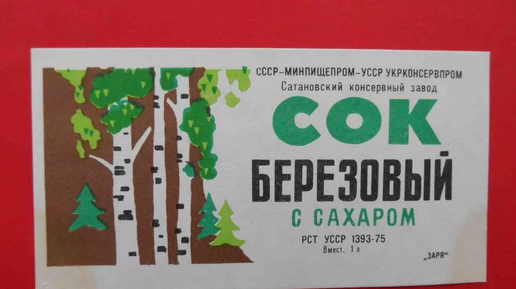 СССР-МИНПИЩЕПРОМ-УССР УКРКОНСЕРВПРОМ
Сатановский консервный завод
СОК
БЕРЕЗОВЫЙ
С САХАРОМ
РСТ УССР 1393-75
Вмест. 1 л
„ЗАРЯ"